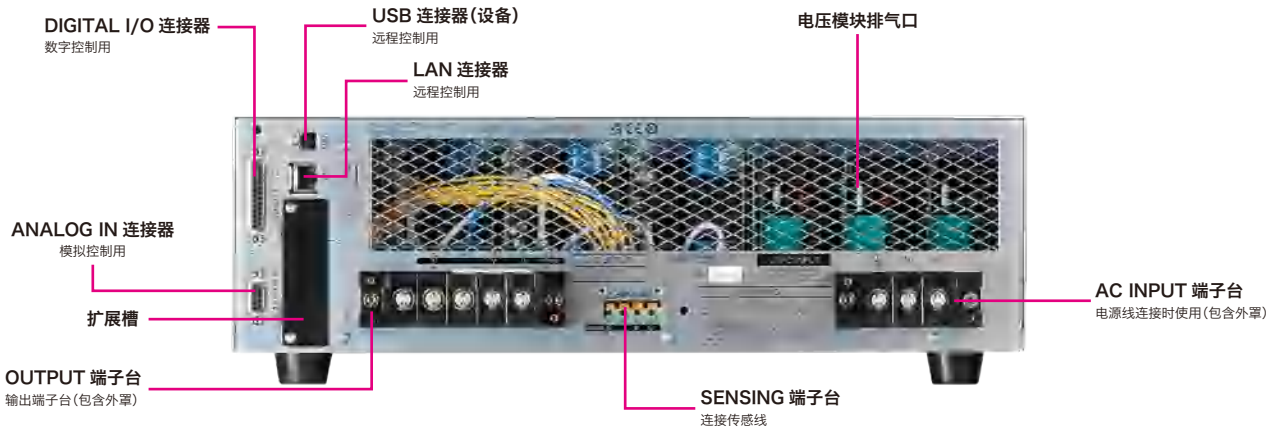 DIGITAL I/O 连接器
数字控制用
USB 连接器(设备)
远程控制用
LAN 连接器
远程控制用
电压模块排气口
ANALOG IN 连接器
模拟控制用
扩展槽
OUTPUT 端子台
输出端子台(包含外罩)
SENSING 端子台
连接传感线
AC INPUT 端子台
电源线连接时使用(包含外罩)